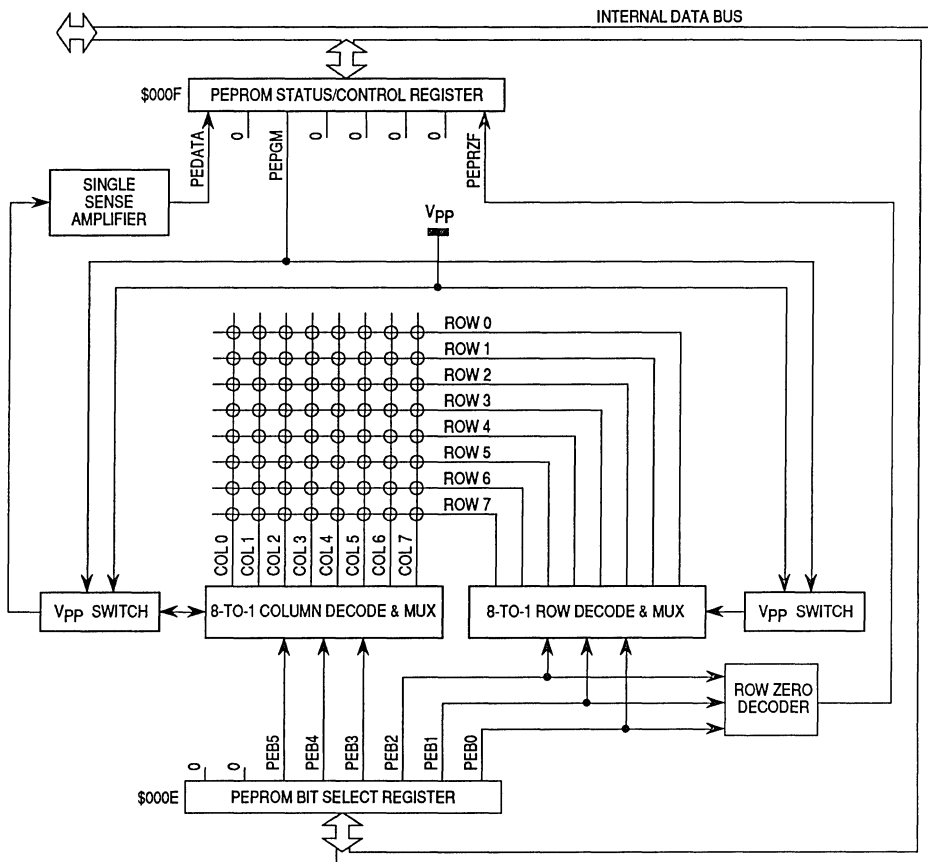 INTERNAL DATA BUS
$000F
PEPROM STATUS/CONTROL REGISTER
PEDATA
0
PEPGM
0
0
0
0
PEPRZF
SINGLE
SENSE
AMPLIFIER
VPP
ROW 0
ROW 1
ROW 2
ROW 3
ROW 4
ROW 5
ROW 6
ROW 7
COL 0
COL 1
COL 2
COL 3
COL 4
COL 5
COL 6
COL 7
VPP SWITCH
8-TO-1 COLUMN DECODE & MUX
8-TO-1 ROW DECODE & MUX
VPP SWITCH
ROW ZERO
DECODER
0
0
PEB5
PEB4
PEB3
PEB2
PEB1
PEB0
$000E
PEPROM BIT SELECT REGISTER